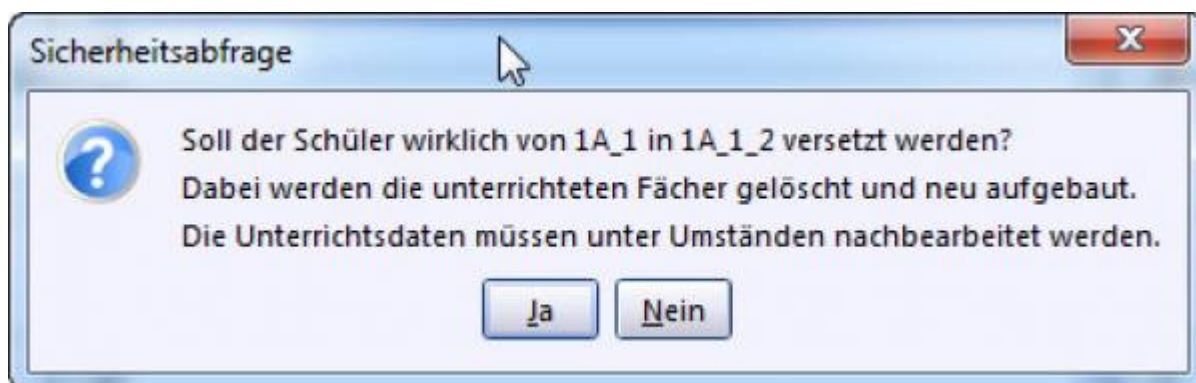 Sicherheitsabfrage
Soll der Schüler wirklich von 1A_1 in 1A_1_2 versetzt werden?
Dabei werden die unterrichteten Fächer gelöscht und neu aufgebaut.
Die Unterrichtsdaten müssen unter Umständen nachbearbeitet werden.
Ja Nein